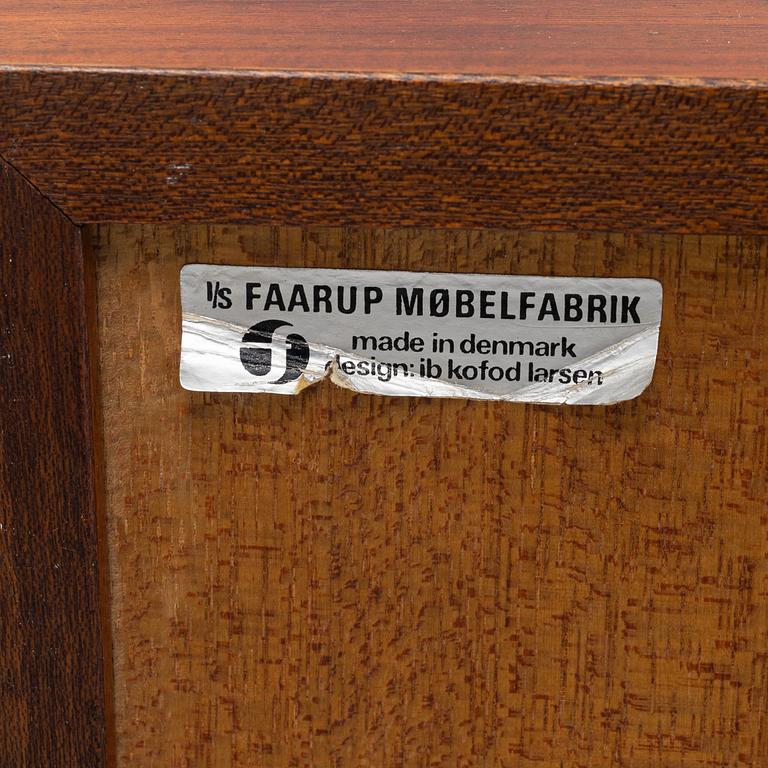 I/S FAARUP MØBELFABRIK
f
made in denmark
design: ib kofod larsen